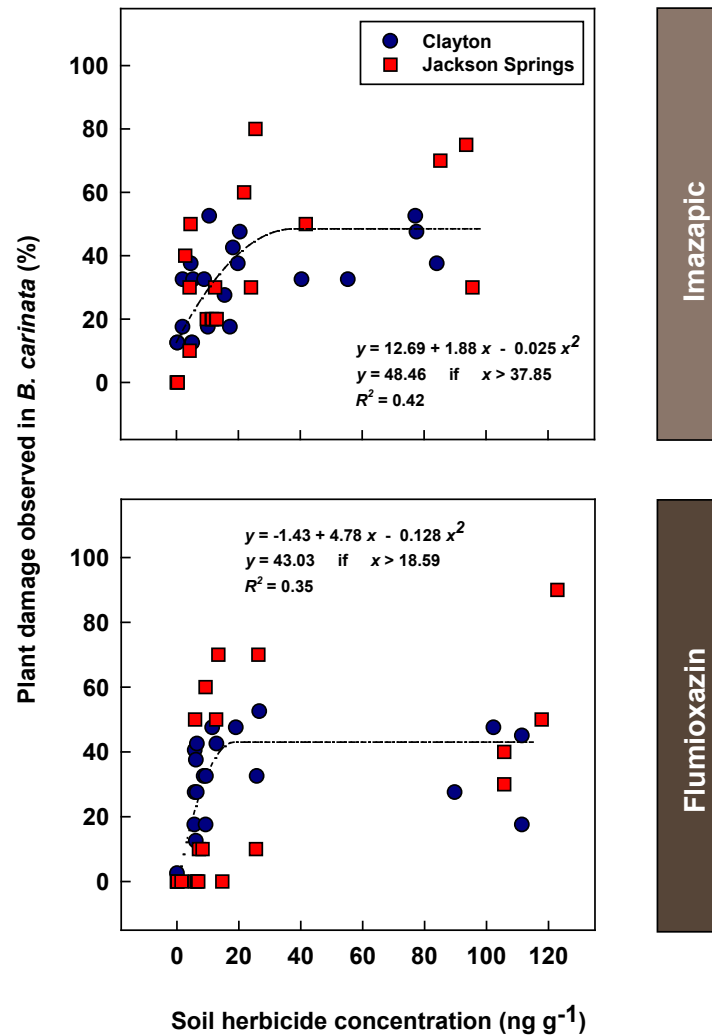 Clayton
Jackson Springs
100
80
60
40
20
0
y = 12.69 + 1.88 x - 0.025 x²
y = 48.46 if x > 37.85
R² = 0.42
Imazapic
Plant damage observed in B. carinata (%)
y = -1.43 + 4.78 x - 0.128 x²
y = 43.03 if x > 18.59
R² = 0.35
100
80
60
40
20
0
Flumioxazin
0 20 40 60 80 100 120
Soil herbicide concentration (ng g⁻¹)